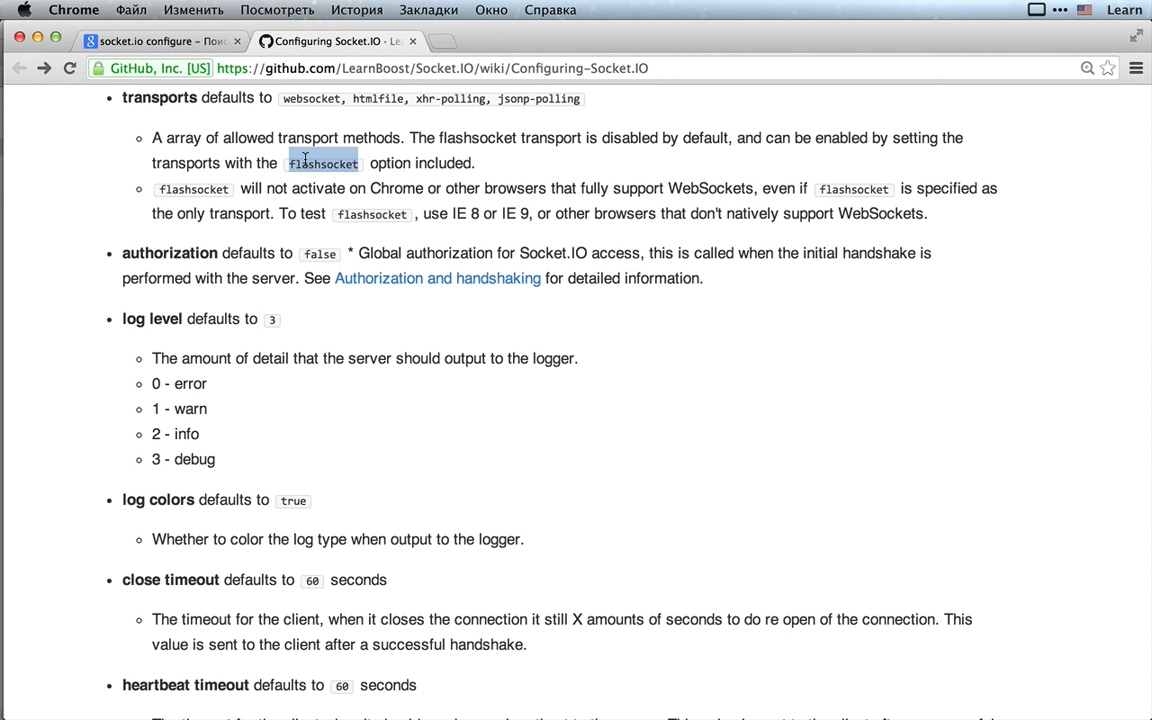 Chrome Файл Изменить Посмотреть История Закладки Окно Справка Learn
socket.io configure – Пои Configuring Socket.IO · Le
GitHub, Inc. [US] https://github.com/LearnBoost/Socket.IO/wiki/Configuring-Socket.IO
• transports defaults to websocket, htmlfile, xhr-polling, jsonp-polling
A array of allowed transport methods. The flashsocket transport is disabled by default, and can be enabled by setting the
transports with the flashsocket option included.
flashsocket will not activate on Chrome or other browsers that fully support WebSockets, even if flashsocket is specified as
the only transport. To test flashsocket, use IE 8 or IE 9, or other browsers that don't natively support WebSockets.
• authorization defaults to false * Global authorization for Socket.IO access, this is called when the initial handshake is
performed with the server. See Authorization and handshaking for detailed information.
• log level defaults to 3
The amount of detail that the server should output to the logger.
0 - error
1 - warn
2 - info
3 - debug
• log colors defaults to true
Whether to color the log type when output to the logger.
• close timeout defaults to 60 seconds
The timeout for the client, when it closes the connection it still X amounts of seconds to do re open of the connection. This
value is sent to the client after a successful handshake.
• heartbeat timeout defaults to 60 seconds